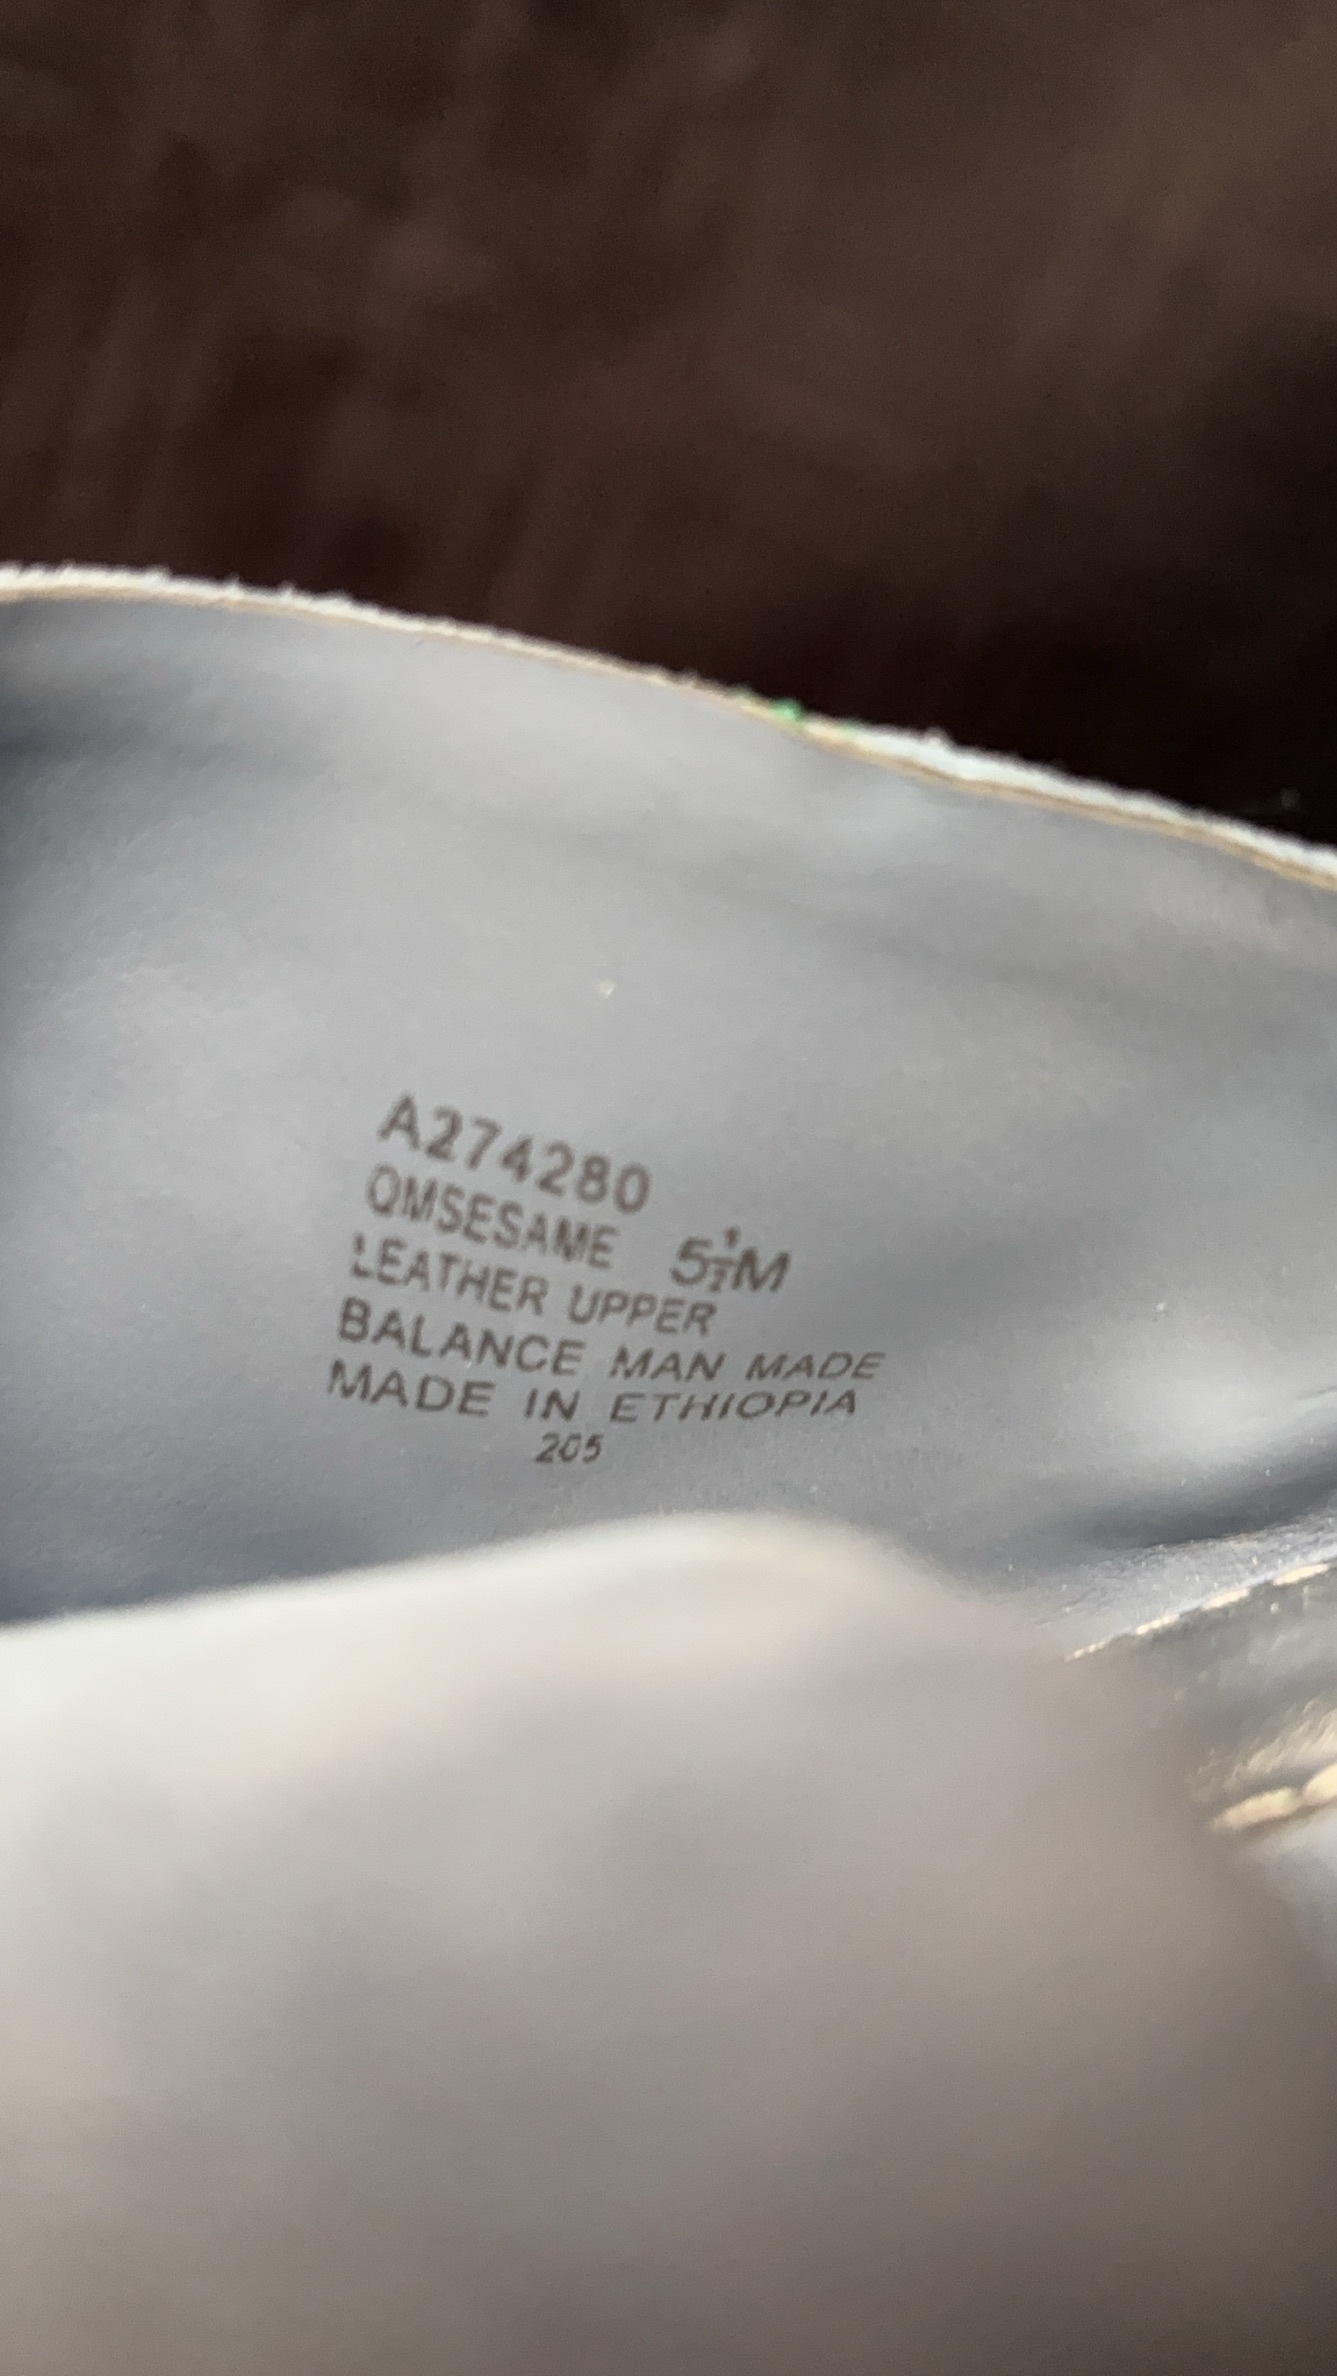 A274280
QMSESAME 5½M
LEATHER UPPER
BALANCE MAN MADE
MADE IN ETHIOPIA
205